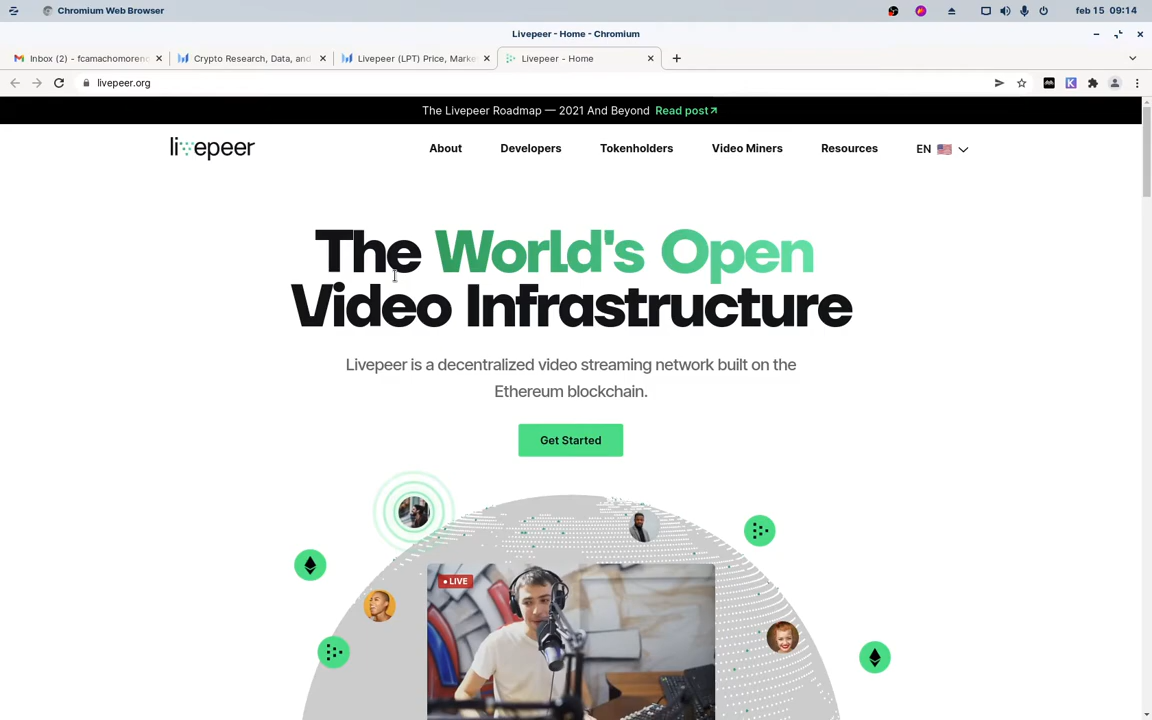 Chromium Web Browser
feb 15 09:14
Livepeer - Home - Chromium
Inbox (2) - fcamachomoren
Crypto Research, Data, and
Livepeer (LPT) Price, Marke
Livepeer - Home
livepeer.org
The Livepeer Roadmap — 2021 And Beyond Read post
livepeer
About
Developers
Tokenholders
Video Miners
Resources
EN
The World's Open
Video Infrastructure
Livepeer is a decentralized video streaming network built on the
Ethereum blockchain.
Get Started
LIVE